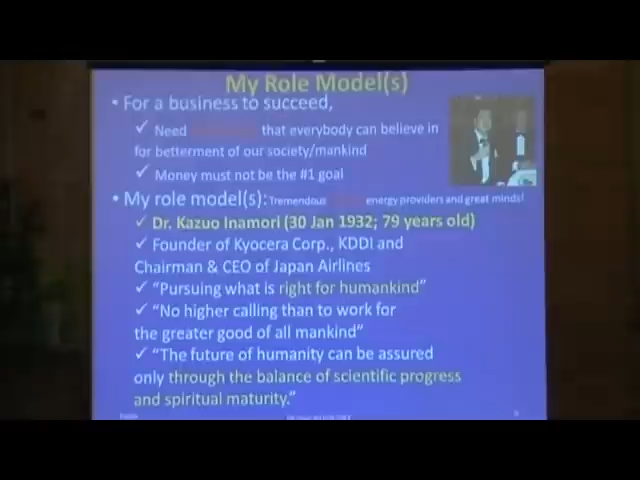 My Role Model(s)
• For a business to succeed,
✓ Need that everybody can believe in
for betterment of our society/mankind
✓ Money must not be the #1 goal
• My role model(s): Tremendous energy providers and great minds!
✓ Dr. Kazuo Inamori (30 Jan 1932; 79 years old)
✓ Founder of Kyocera Corp., KDDI and
Chairman & CEO of Japan Airlines
✓ "Pursuing what is right for humankind"
✓ "No higher calling than to work for
the greater good of all mankind"
✓ "The future of humanity can be assured
only through the balance of scientific progress
and spiritual maturity."